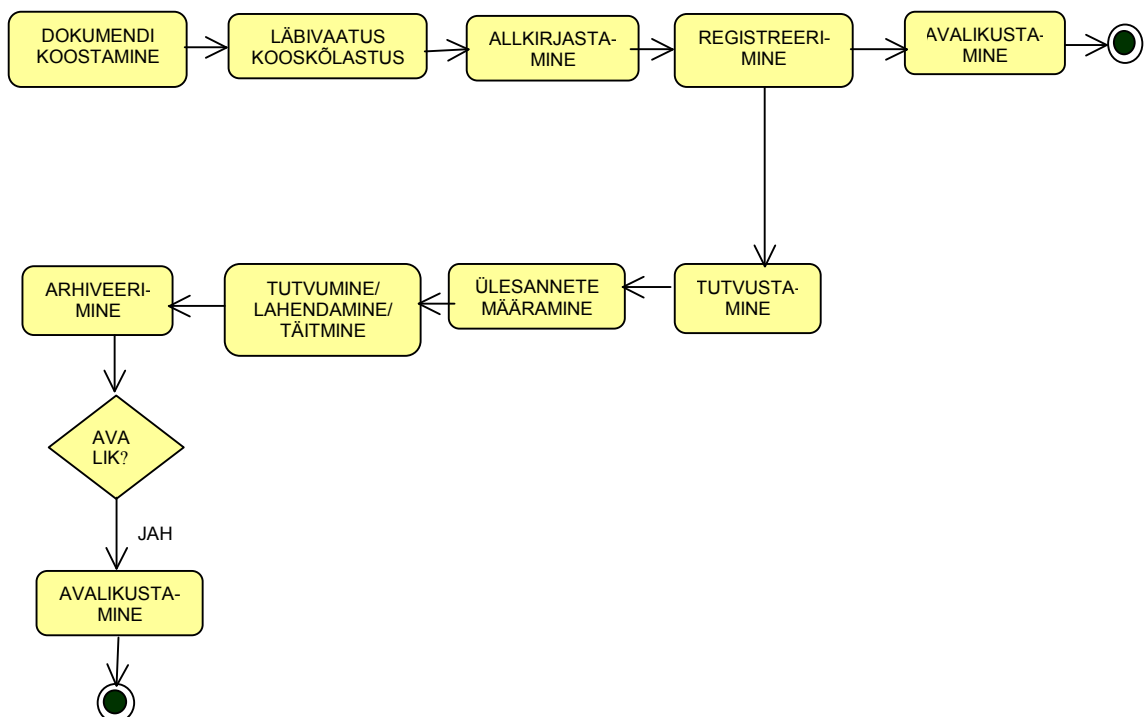 DOKUMENDI
KOOSTAMINE
LÄBIVAATUS
KOOSKÕLASTUS
ALLKIRJASTA-
MINE
REGISTREERI-
MINE
AVALIKUSTA-
MINE
ARHIVEERI-
MINE
TUTVUMINE/
LAHENDAMINE/
TÄITMINE
ÜLESANNETE
MÄÄRAMINE
TUTVUSTA-
MINE
AVA
LIK?
JAH
AVALIKUSTA-
MINE